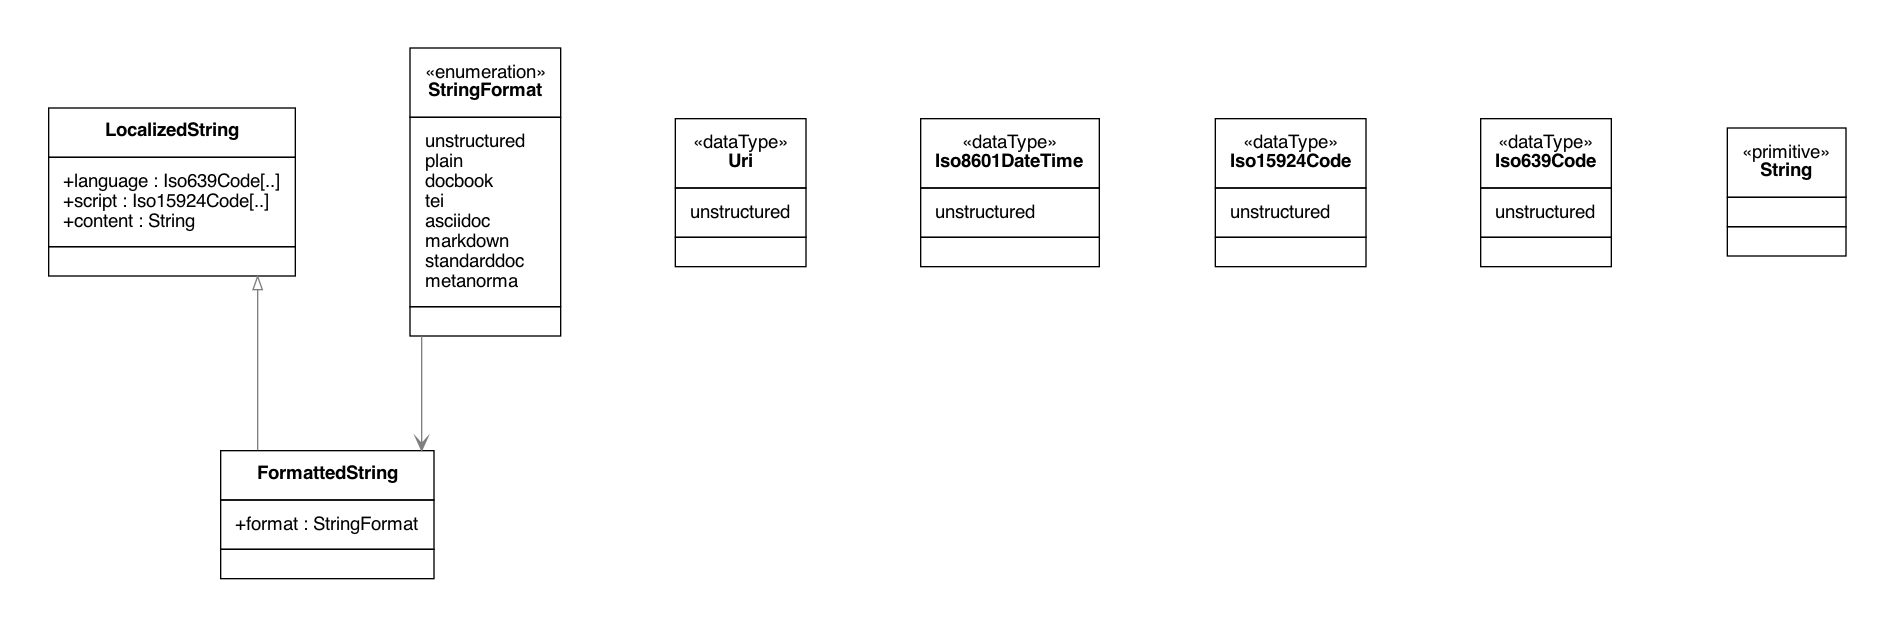 LocalizedString
+language : Iso639Code[..]
+script : Iso15924Code[..]
+content : String
«enumeration»
StringFormat
unstructured
plain
docbook
tei
asciidoc
markdown
standarddoc
metanorma
«dataType»
Uri
unstructured
«dataType»
Iso8601DateTime
unstructured
«dataType»
Iso15924Code
unstructured
«dataType»
Iso639Code
unstructured
«primitive»
String
FormattedString
+format : StringFormat